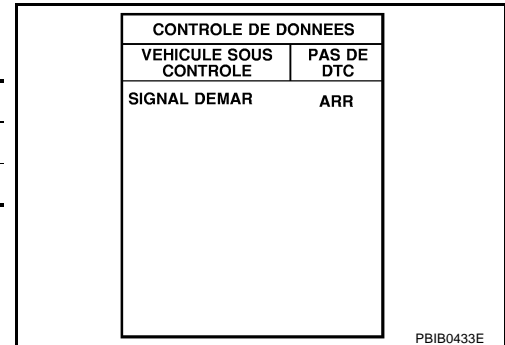 CONTROLE DE DONNEES
VEHICULE SOUS CONTROLE
PAS DE DTC
SIGNAL DEMAR ARR
PBIB0433E